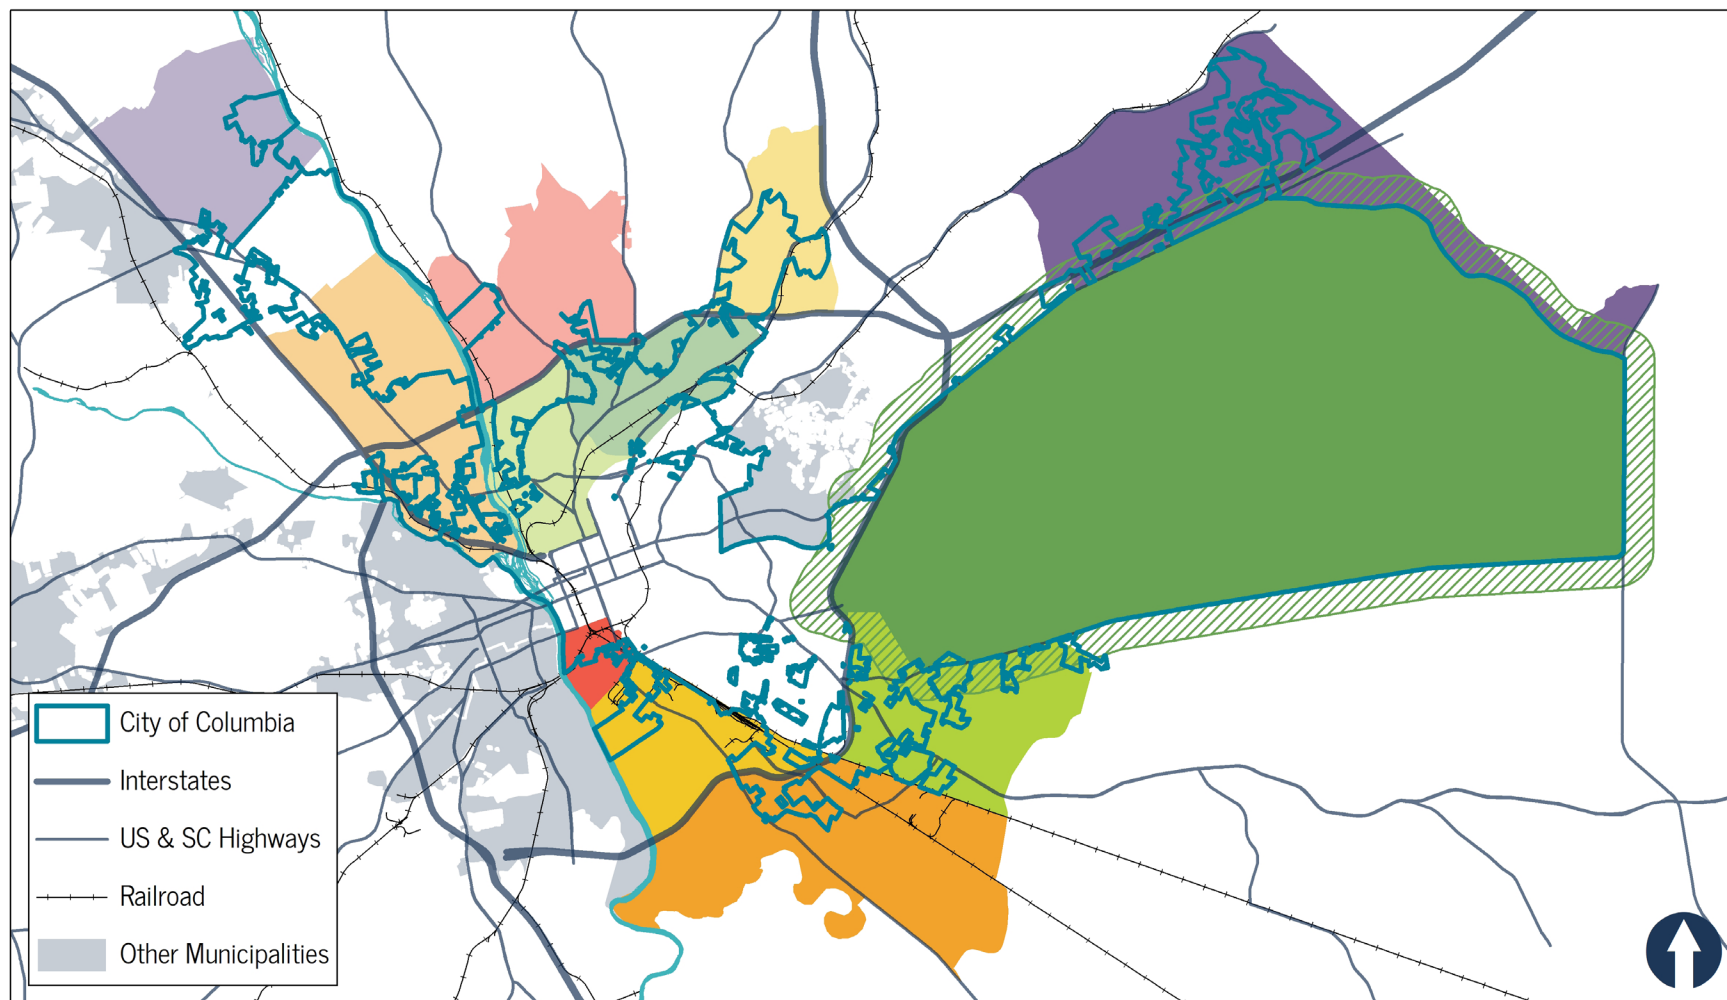 City of Columbia
Interstates
US & SC Highways
Railroad
Other Municipalities